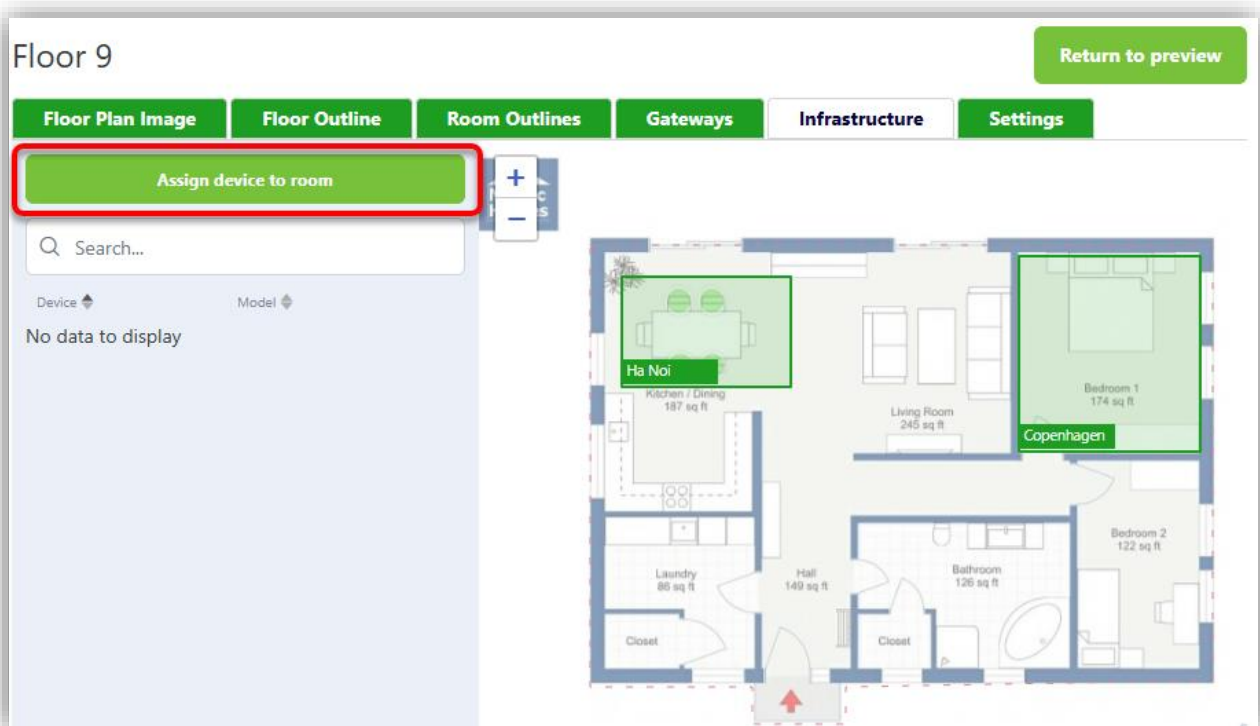 Floor 9
Return to preview
Floor Plan Image
Floor Outline
Room Outlines
Gateways
Infrastructure
Settings
Assign device to room
+
−
Search...
Device
Model
No data to display
Ha Noi
Kitchen / Dining
187 sq ft
Living Room
245 sq ft
Bedroom 1
174 sq ft
Copenhagen
Bedroom 2
122 sq ft
Laundry
86 sq ft
Hall
149 sq ft
Bathroom
126 sq ft
Closet
Closet